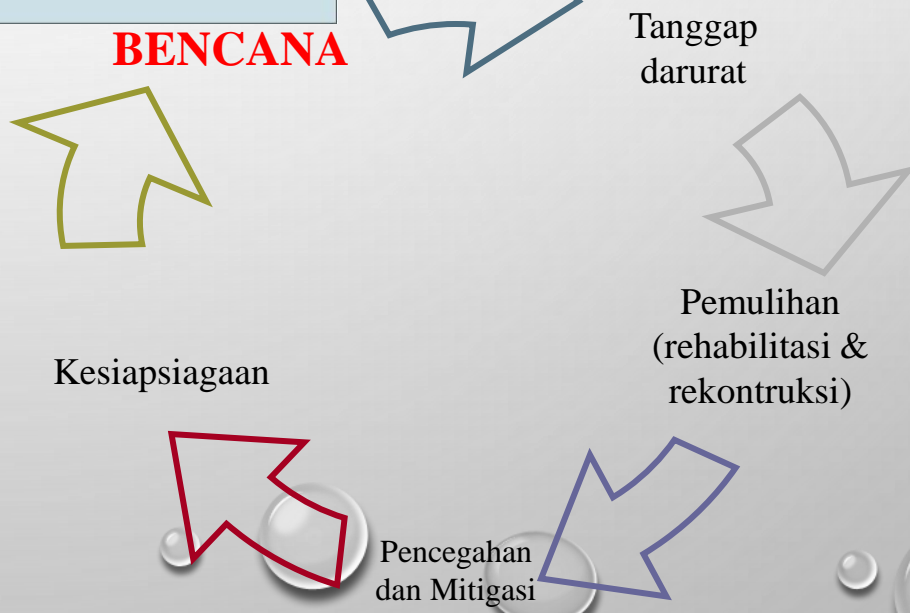 BENCANA
Tanggap
darurat
Pemulihan
(rehabilitasi &
rekontruksi)
Kesiapsiagaan
Pencegahan
dan Mitigasi